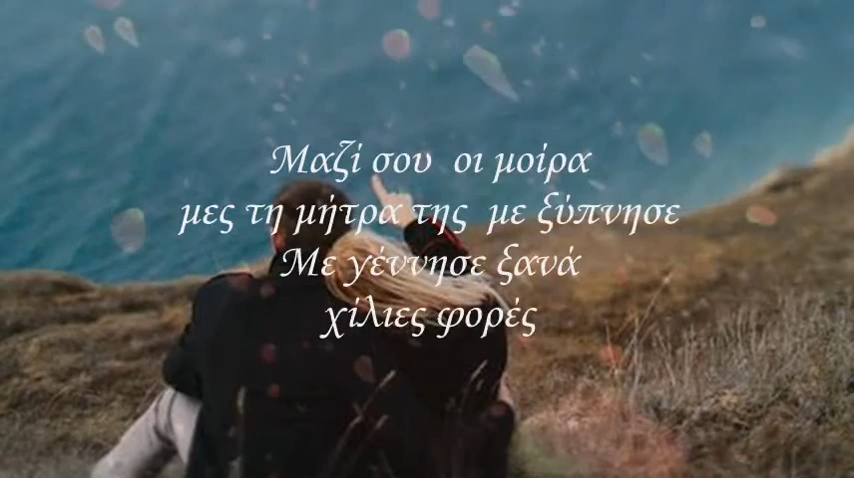 Μαζί σου οι μοίρα
μες τη μήτρα της με ξύπνησε
Με γέννησε ξανά
χίλιες φορές